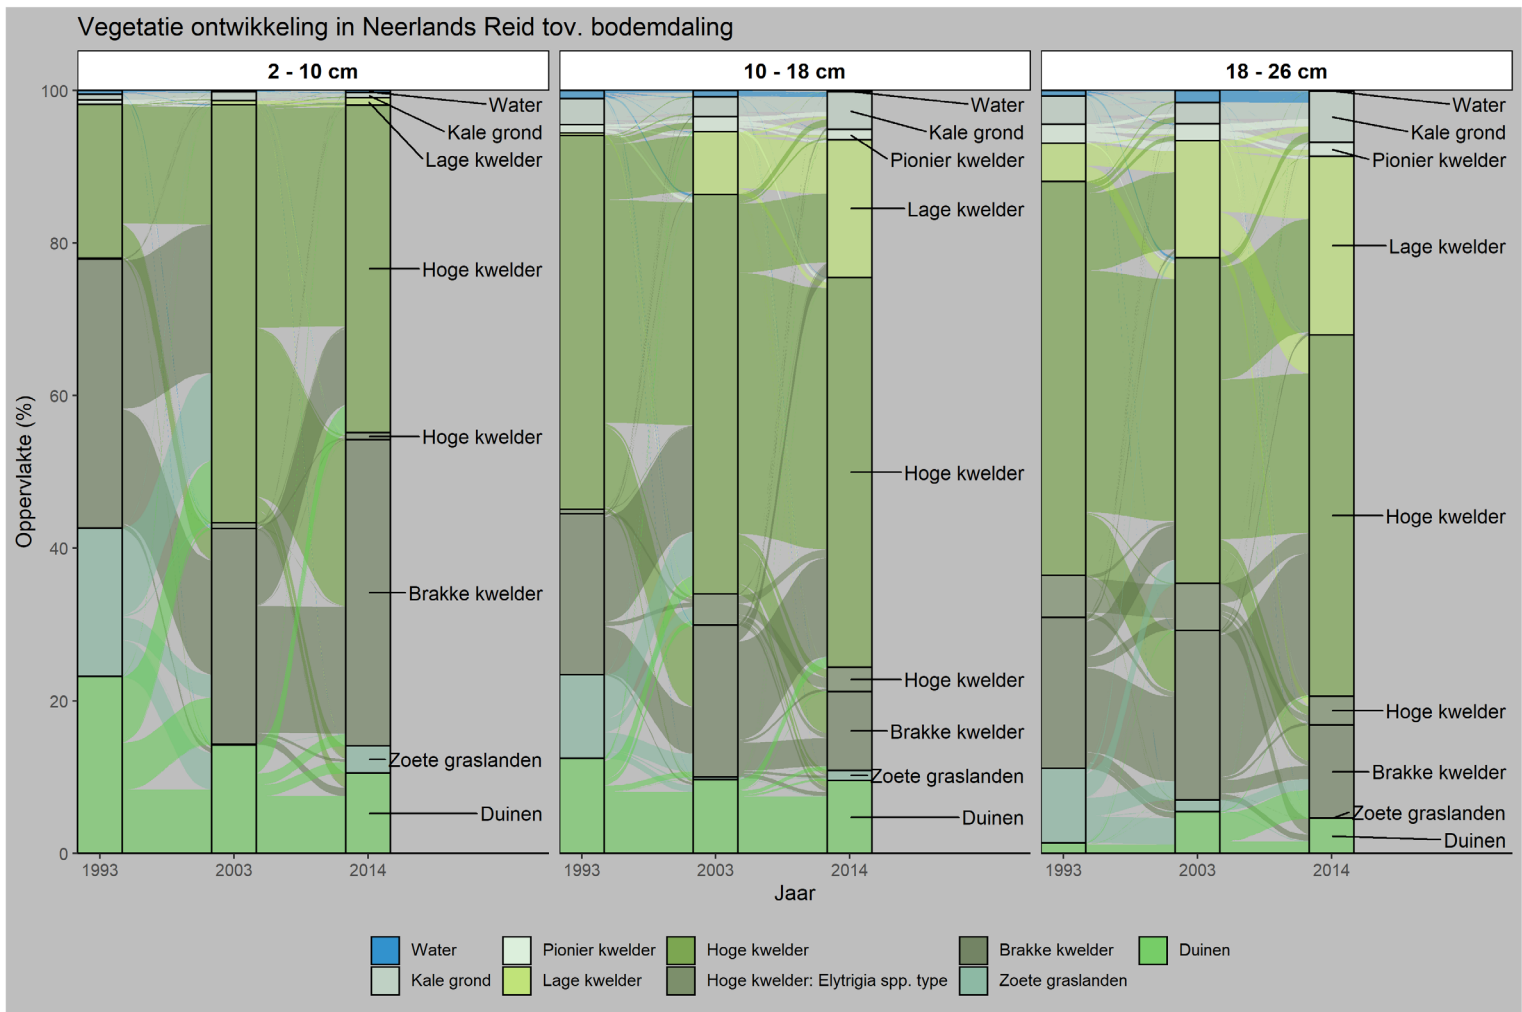 Vegetatie ontwikkeling in Neerlands Reid tov. bodemdaling
2 - 10 cm
10 - 18 cm
18 - 26 cm
Oppervlakte (%)
100
80
60
40
20
0
Water
Kale grond
Lage kwelder
Hoge kwelder
Hoge kwelder
Brakke kwelder
Zoete graslanden
Duinen
Water
Kale grond
Pionier kwelder
Lage kwelder
Hoge kwelder
Hoge kwelder
Brakke kwelder
Zoete graslanden
Duinen
Water
Kale grond
Pionier kwelder
Lage kwelder
Hoge kwelder
Hoge kwelder
Brakke kwelder
Zoete graslanden
Duinen
1993 2003 2014
1993 2003 2014
1993 2003 2014
Jaar
Water Pionier kwelder Hoge kwelder Brakke kwelder Duinen
Kale grond Lage kwelder Hoge kwelder: Elytrigia spp. type Zoete graslanden